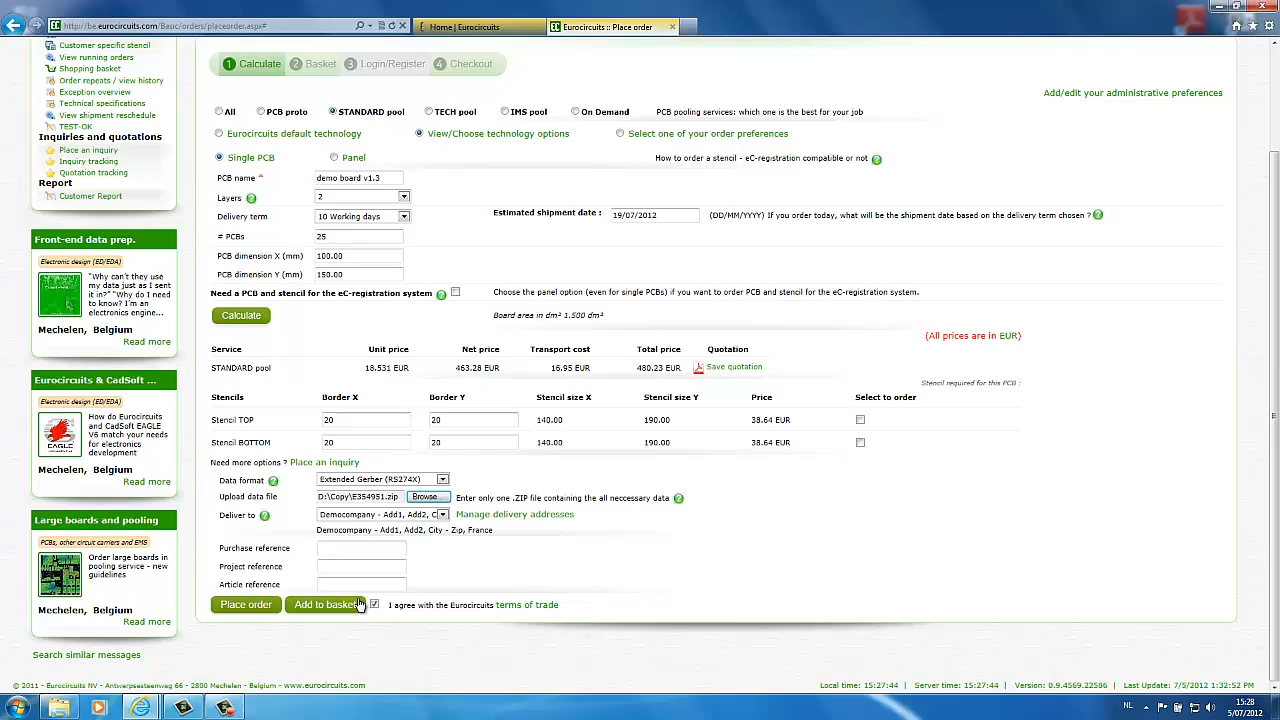 http://be.eurocircuits.com/Basic/orders/placeorder.aspx#
Home | Eurocircuits
EC Eurocircuits :: Place order
Customer specific stencil
View running orders
Shopping basket
Order repeats / view history
Exception overview
Technical specifications
View shipment reschedule
TEST-OK
Inquiries and quotations
Place an inquiry
Inquiry tracking
Quotation tracking
Report
Customer Report
Front-end data prep.
Electronic design (ED/EDA)
"Why can't they use my data just as I sent it in?" "Why do I need to know? I'm an electronics engine...
Mechelen, Belgium
Read more
Eurocircuits & CadSoft ...
Electronic design (ED/EDA)
How do Eurocircuits and CadSoft EAGLE V6 match your needs for electronics development
EAGLE
Mechelen, Belgium
Read more
Large boards and pooling
PCBs, other circuit carriers and EMS
Order large boards in pooling service - new guidelines
Mechelen, Belgium
Read more
Search similar messages
1 Calculate 2 Basket 3 Login/Register 4 Checkout
Add/edit your administrative preferences
All PCB proto STANDARD pool TECH pool IMS pool On Demand PCB pooling services: which one is the best for your job
Eurocircuits default technology View/Choose technology options Select one of your order preferences
Single PCB Panel How to order a stencil - eC-registration compatible or not
PCB name * demo board v1.3
Layers 2
Delivery term 10 Working days Estimated shipment date : 19/07/2012 (DD/MM/YYYY) If you order today, what will be the shipment date based on the delivery term chosen ?
# PCBs 25
PCB dimension X (mm) 100.00
PCB dimension Y (mm) 150.00
Need a PCB and stencil for the eC-registration system Choose the panel option (even for single PCBs) if you want to order PCB and stencil for the eC-registration system.
Calculate Board area in dm² 1.500 dm²
(All prices are in EUR)
Service Unit price Net price Transport cost Total price Quotation
STANDARD pool 18.531 EUR 463.28 EUR 16.95 EUR 480.23 EUR Save quotation
Stencil required for this PCB :
Stencils Border X Border Y Stencil size X Stencil size Y Price Select to order
Stencil TOP 20 20 140.00 190.00 38.64 EUR
Stencil BOTTOM 20 20 140.00 190.00 38.64 EUR
Need more options ? Place an inquiry
Data format Extended Gerber (RS274X)
Upload data file D:\Copy\E354951.zip Browse... Enter only one .ZIP file containing the all neccessary data
Deliver to Democompany - Add1, Add2, C Manage delivery addresses
Democompany - Add1, Add2, City - Zip, France
Purchase reference
Project reference
Article reference
Place order Add to basket I agree with the Eurocircuits terms of trade
© 2011 - Eurocircuits NV - Antwerpsesteenweg 66 - 2800 Mechelen - Belgium - www.eurocircuits.com
Local time: 15:27:44 | Server time: 15:27:44 | Version: 0.9.4569.22586 | Last Update: 7/5/2012 1:32:52 PM
NL 15:28
5/07/2012